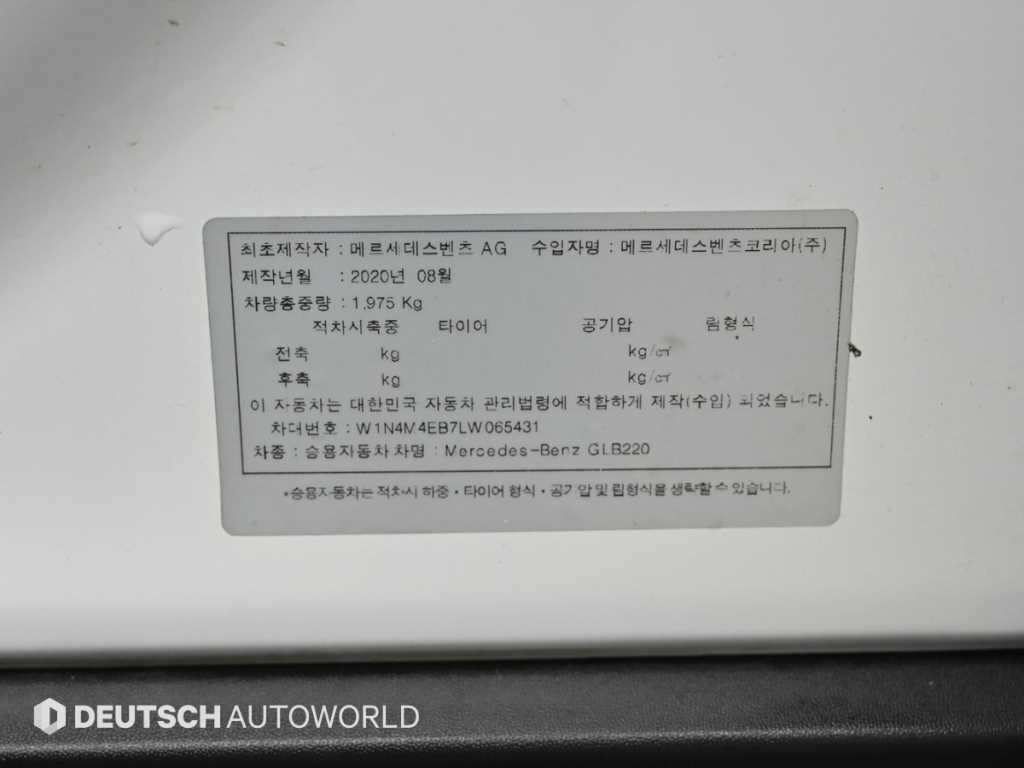 최초제작자 : 메르세데스벤츠 AG 수입자명 : 메르세데스벤츠코리아(주)
제작년월 : 2020년 08월
차량총중량 : 1,975 Kg
적차시축중 타이어 공기압 림형식
전축 kg kg/㎠
후축 kg kg/㎠
이 자동차는 대한민국 자동차 관리법령에 적합하게 제작(수입) 되었습니다.
차대번호 : W1N4M4EB7LW065431
차종 : 승용자동차 차명 : Mercedes-Benz GLB220
*승용자동차는 적차시 하중·타이어 형식·공기압 및 림형식을 생략할 수 있습니다.
DEUTSCH AUTOWORLD